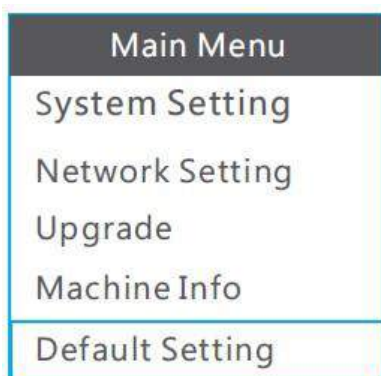 Main Menu
System Setting
Network Setting
Upgrade
Machine Info
Default Setting